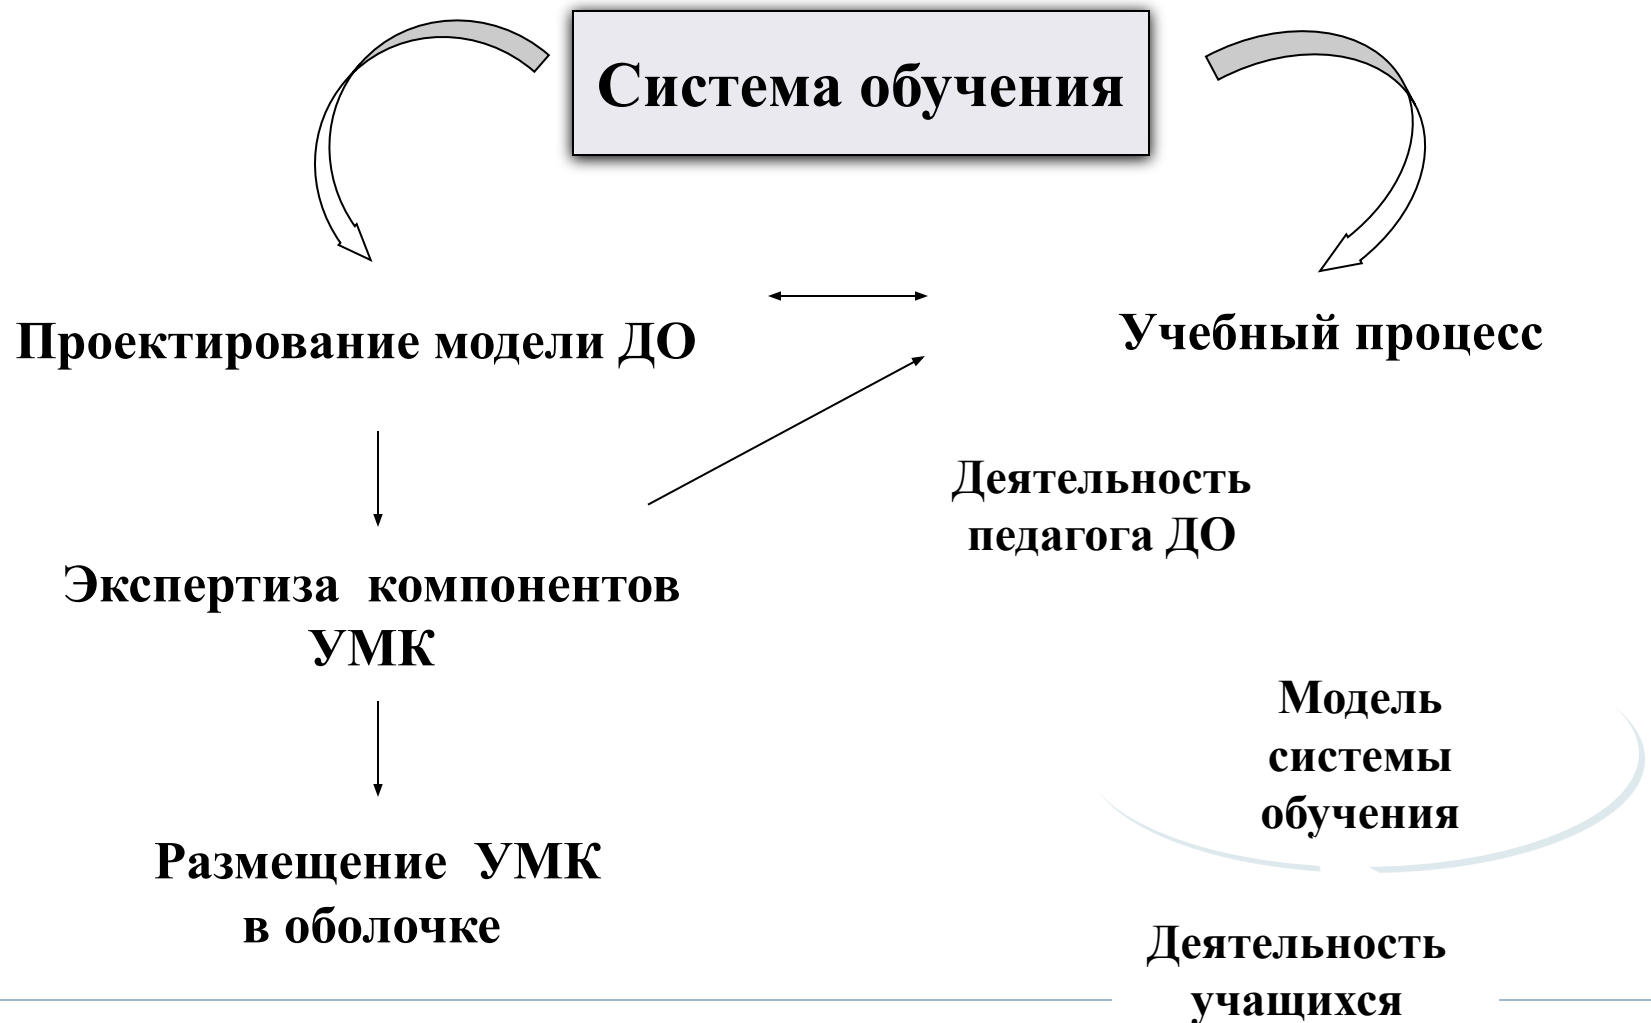 Система обучения
Проектирование модели ДО
Учебный процесс
Деятельность
педагога ДО
Экспертиза компонентов
УМК
Модель
системы
обучения
Размещение УМК
в оболочке
Деятельность
учащихся